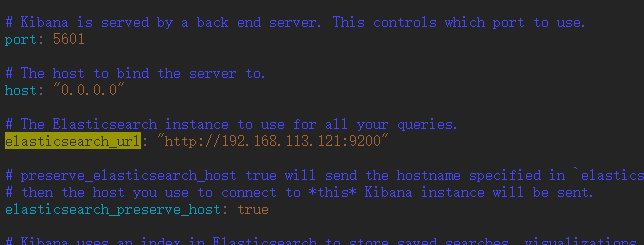 # Kibana is served by a back end server. This controls which port to use.
port: 5601
# The host to bind the server to.
host: "0.0.0.0"
# The Elasticsearch instance to use for all your queries.
elasticsearch_url: "http://192.168.113.121:9200"
# preserve_elasticsearch_host true will send the hostname specified in `elastics
# then the host you use to connect to *this* Kibana instance will be sent.
elasticsearch_preserve_host: true
# Kibana uses an index in Elasticsearch to store saved searches, visualizations